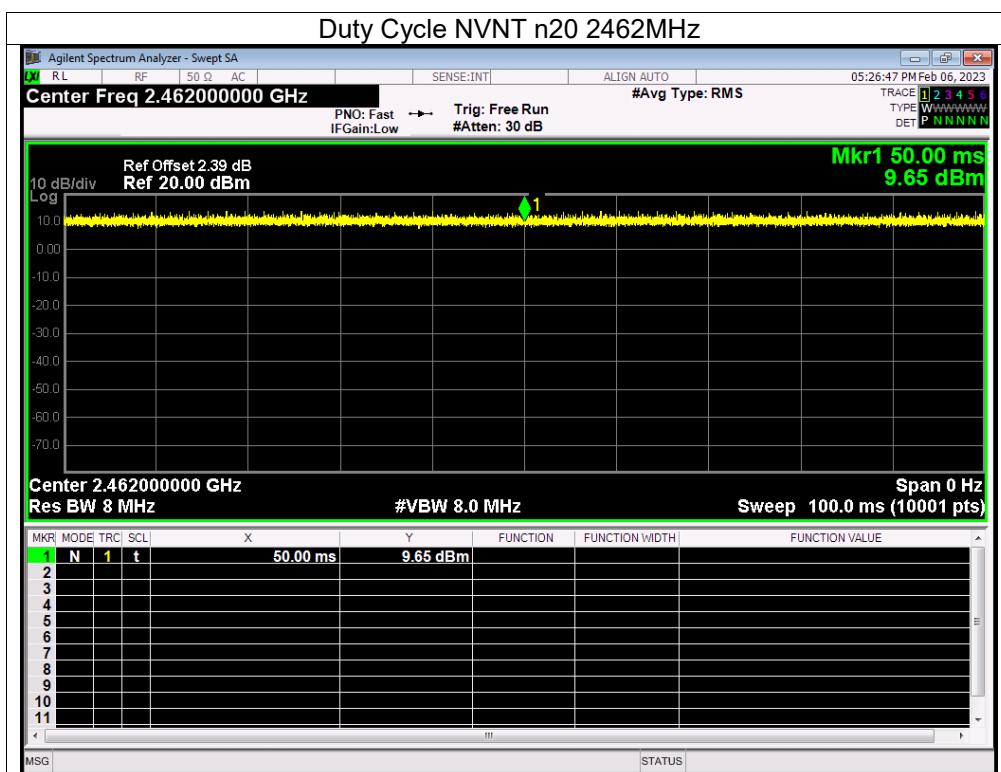 Duty Cycle NVNT n20 2462MHz
Agilent Spectrum Analyzer - Swept SA
LXI RL RF 50 Ω AC SENSE:INT ALIGN AUTO 05:26:47 PM Feb 06, 2023
Center Freq 2.462000000 GHz #Avg Type: RMS TRACE 1 2 3 4 5 6
PNO: Fast Trig: Free Run TYPE WWWWWW
IFGain:Low #Atten: 30 dB DET P N N N N N
Mkr1 50.00 ms
Ref Offset 2.39 dB
10 dB/div Ref 20.00 dBm 9.65 dBm
Log
1
10.0
0.00
-10.0
-20.0
-30.0
-40.0
-50.0
-60.0
-70.0
Center 2.462000000 GHz Span 0 Hz
Res BW 8 MHz #VBW 8.0 MHz Sweep 100.0 ms (10001 pts)
MKR MODE TRC SCL X Y FUNCTION FUNCTION WIDTH FUNCTION VALUE
1 N 1 t 50.00 ms 9.65 dBm
2
3
4
5
6
7
8
9
10
11
MSG STATUS